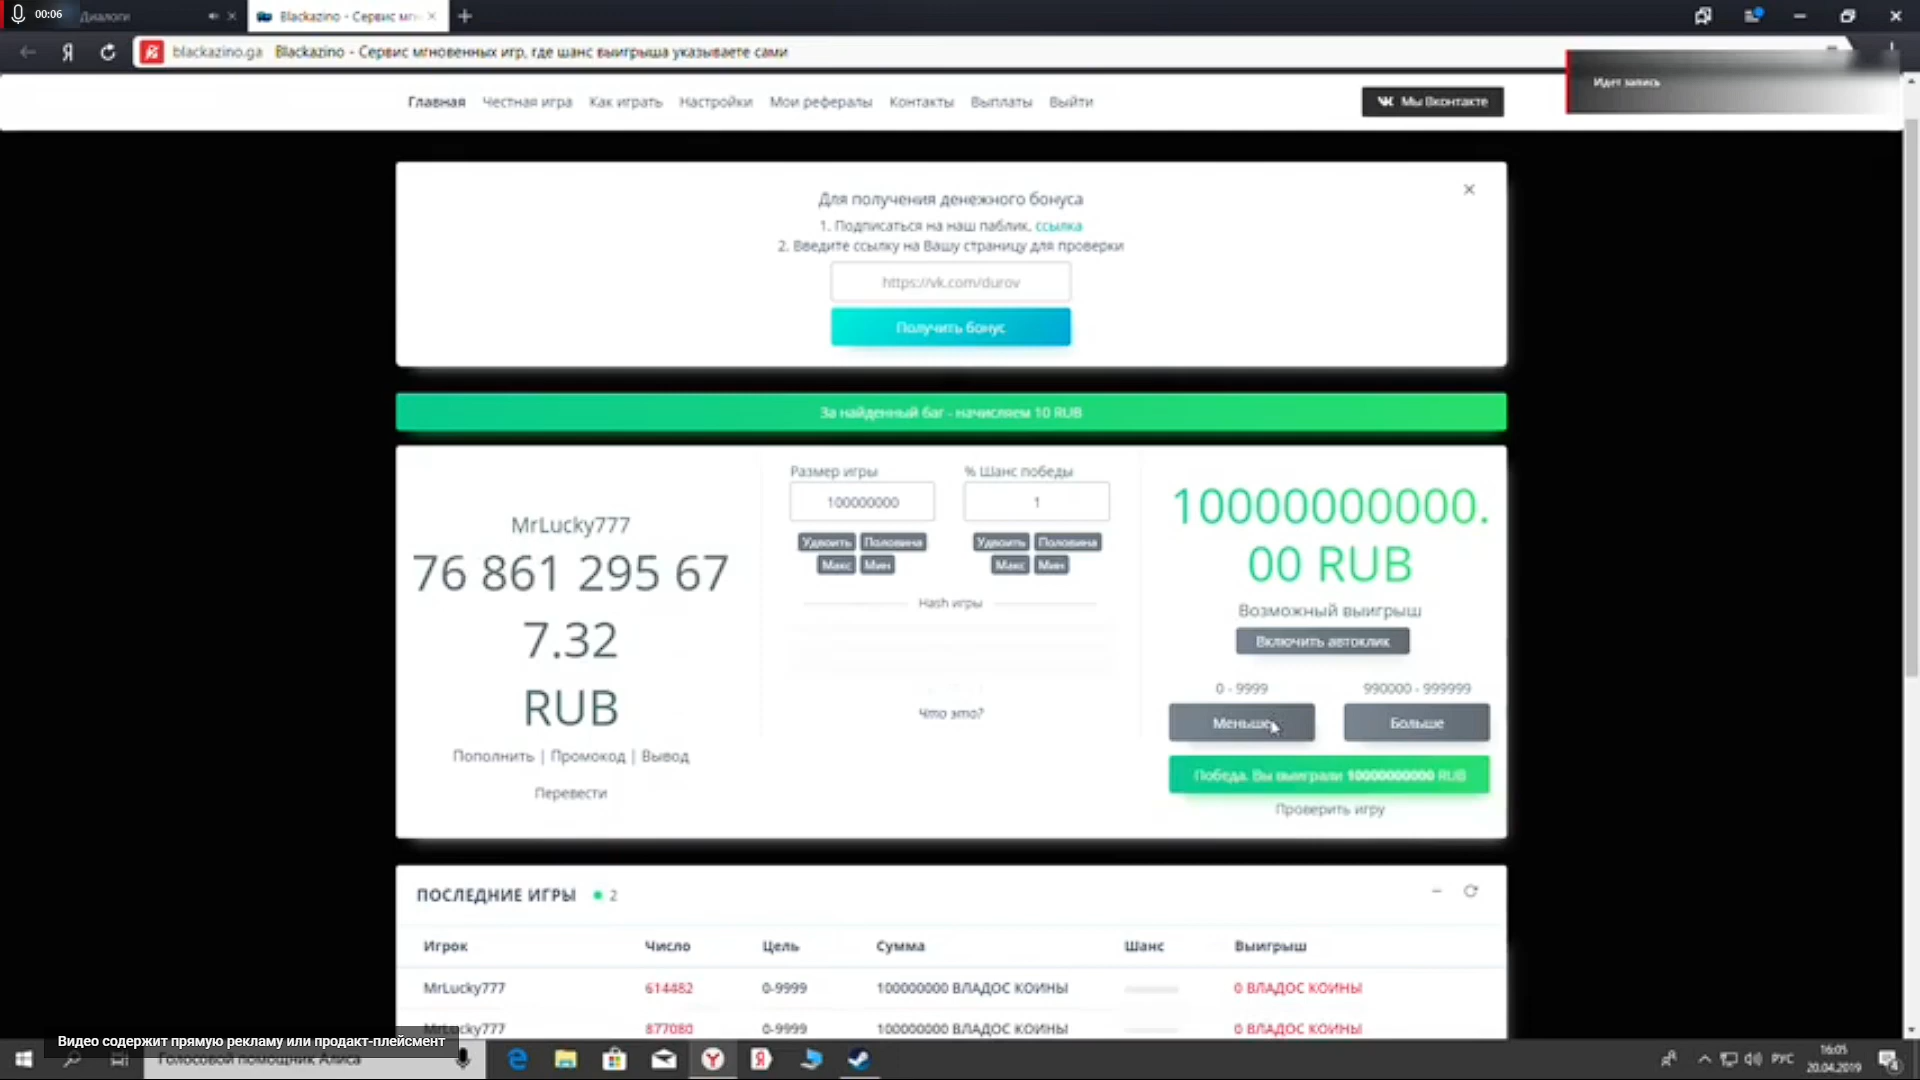 00:06
Диалоги
Blackazino - Сервис мгн
blackazino.ga Blackazino - Сервис мгновенных игр, где шанс выигрыша указываете сами
Идет запись
Главная Честная игра Как играть Настройки Мои рефералы Контакты Выплаты Выйти
Мы Вконтакте
Для получения денежного бонуса
1. Подписаться на наш паблик. ссылка
2. Введите ссылку на Вашу страницу для проверки
https://vk.com/durov
Получить бонус
За найденный баг - начисляем 10 RUB
MrLucky777
76 861 295 67
7.32
RUB
Пополнить | Промокод | Вывод
Перевести
Размер игры % Шанс победы
100000000 1
Удвоить Половина Удвоить Половина
Макс Мин Макс Мин
Hash игры
Что это?
10000000000.
00 RUB
Возможный выигрыш
Включить автоклик
0 - 9999 990000 - 999999
Меньше Больше
Победа. Вы выиграли 10000000000 RUB
Проверить игру
ПОСЛЕДНИЕ ИГРЫ 2
Игрок Число Цель Сумма Шанс Выигрыш
MrLucky777 614482 0-9999 100000000 ВЛАДОС КОИНЫ 0 ВЛАДОС КОИНЫ
MrLucky777 877080 0-9999 100000000 ВЛАДОС КОИНЫ 0 ВЛАДОС КОИНЫ
Видео содержит прямую рекламу или продакт-плейсмент
Голосовой помощник Алиса
РУС
16:05
20.04.2019